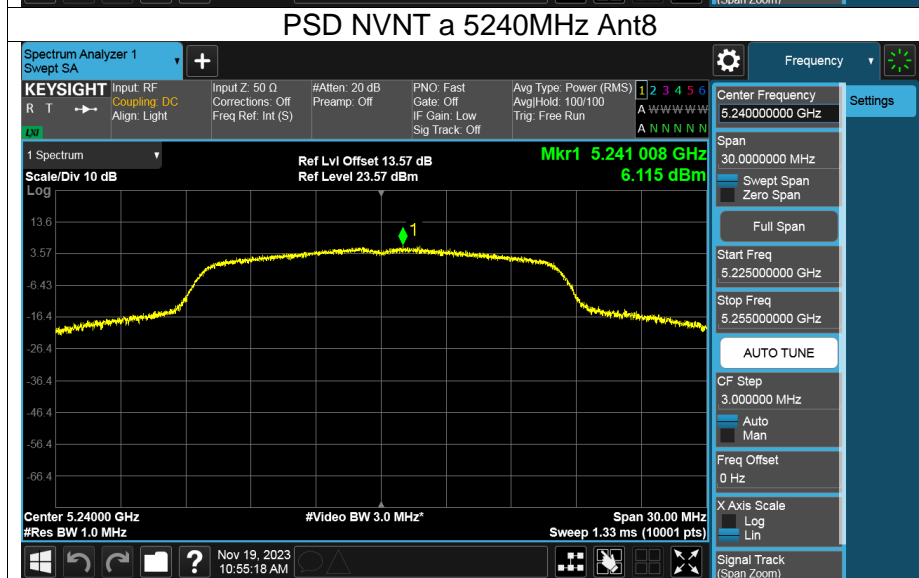 (Span Zoom)
PSD NVNT a 5240MHz Ant8
Spectrum Analyzer 1
Swept SA
+
Frequency
KEYSIGHT
R T
LXI
Input: RF
Coupling: DC
Align: Light
Input Z: 50 Ω
Corrections: Off
Freq Ref: Int (S)
#Atten: 20 dB
Preamp: Off
PNO: Fast
Gate: Off
IF Gain: Low
Sig Track: Off
Avg Type: Power (RMS)
Avg|Hold: 100/100
Trig: Free Run
1 2 3 4 5 6
A W W W W W
A N N N N N
Center Frequency
5.240000000 GHz
Settings
Span
30.0000000 MHz
Swept Span
Zero Span
Full Span
Start Freq
5.225000000 GHz
Stop Freq
5.255000000 GHz
AUTO TUNE
CF Step
3.000000 MHz
Auto
Man
Freq Offset
0 Hz
X Axis Scale
Log
Lin
Signal Track
(Span Zoom)
1 Spectrum
Scale/Div 10 dB
Log
Ref Lvl Offset 13.57 dB
Ref Level 23.57 dBm
Mkr1 5.241 008 GHz
6.115 dBm
1
13.6
3.57
-6.43
-16.4
-26.4
-36.4
-46.4
-56.4
-66.4
Center 5.24000 GHz
#Res BW 1.0 MHz
#Video BW 3.0 MHz*
Span 30.00 MHz
Sweep 1.33 ms (10001 pts)
?
Nov 19, 2023
10:55:18 AM